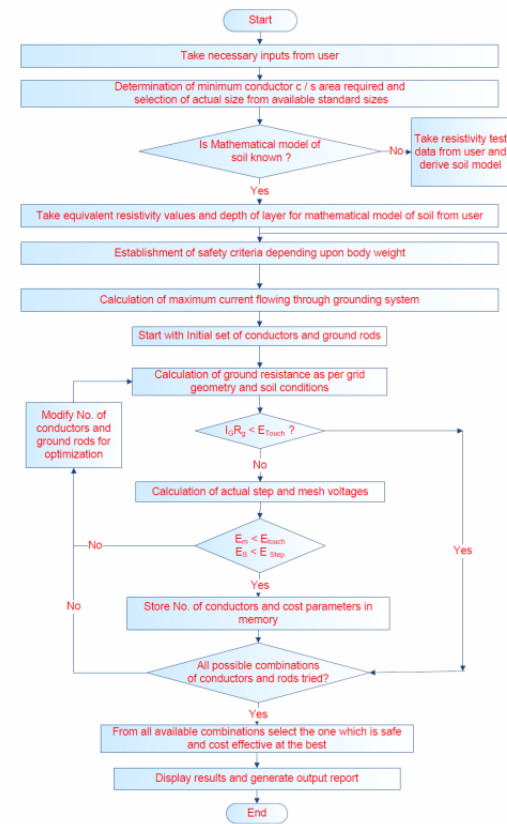 Start
Take necessary inputs from user
Determination of minimum conductor c / s area required and
selection of actual size from available standard sizes
Is Mathematical model of
soil known ?
No
Take resistivity test
data from user and
derive soil model
Yes
Take equivalent resistivity values and depth of layer for mathematical model of soil from user
Establishment of safety criteria depending upon body weight
Calculation of maximum current flowing through grounding system
Start with Initial set of conductors and ground rods
Calculation of ground resistance as per grid
geometry and soil conditions
Modify No. of
conductors and
ground rods for
optimization
IGRg < ETouch ?
No
Calculation of actual step and mesh voltages
Em < Etouch
ES < E Step
No
Yes
Yes
Store No. of conductors and cost parameters in
memory
No
All possible combinations
of conductors and rods tried?
Yes
From all available combinations select the one which is safe
and cost effective at the best
Display results and generate output report
End